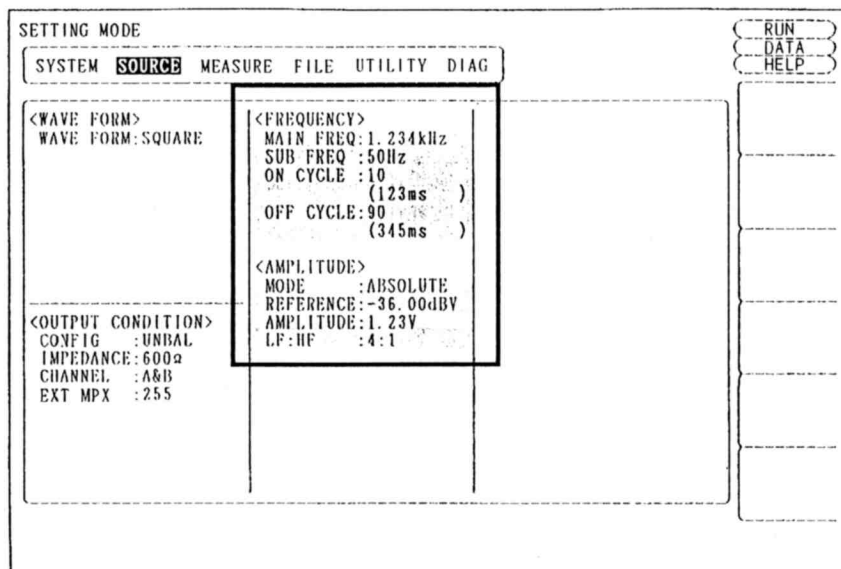 SETTING MODE
RUN
DATA
HELP
SYSTEM SOURCE MEASURE FILE UTILITY DIAG
<WAVE FORM>
WAVE FORM:SQUARE
<OUTPUT CONDITION>
CONFIG :UNBAL
IMPEDANCE:600Ω
CHANNEL :A&B
EXT MPX :255
<FREQUENCY>
MAIN FREQ:1.234kHz
SUB FREQ :50Hz
ON CYCLE :10
(123ms )
OFF CYCLE:90
(345ms )
<AMPLITUDE>
MODE :ABSOLUTE
REFERENCE:-36.00dBV
AMPLITUDE:1.23V
LF:HF :4:1